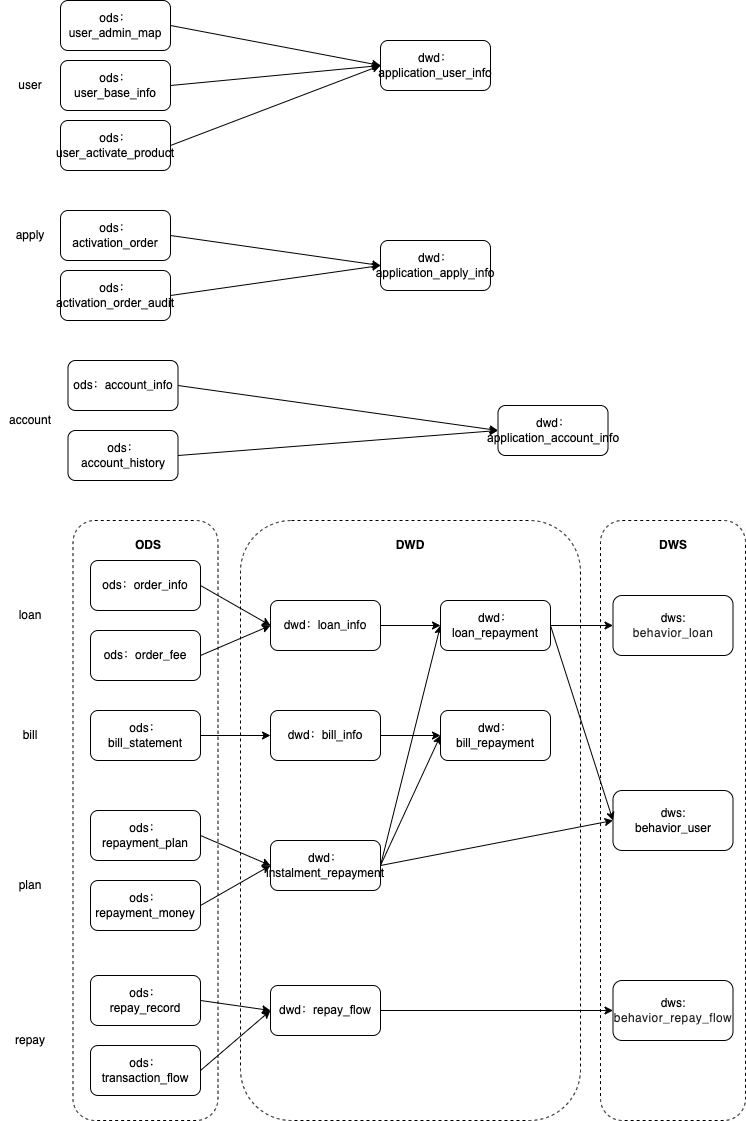 ods：
user_admin_map
user
ods：
user_base_info
ods：
user_activate_product
dwd：
application_user_info
apply
ods：
activation_order
ods：
activation_order_audit
dwd：
application_apply_info
account
ods：account_info
ods：
account_history
dwd：
application_account_info
ODS
DWD
DWS
loan
ods：order_info
ods：order_fee
dwd：loan_info
dwd：
loan_repayment
dws:
behavior_loan
bill
ods：
bill_statement
dwd：bill_info
dwd：
bill_repayment
plan
ods：
repayment_plan
ods：
repayment_money
dwd：
instalment_repayment
dws:
behavior_user
repay
ods：
repay_record
ods：
transaction_flow
dwd：repay_flow
dws:
behavior_repay_flow